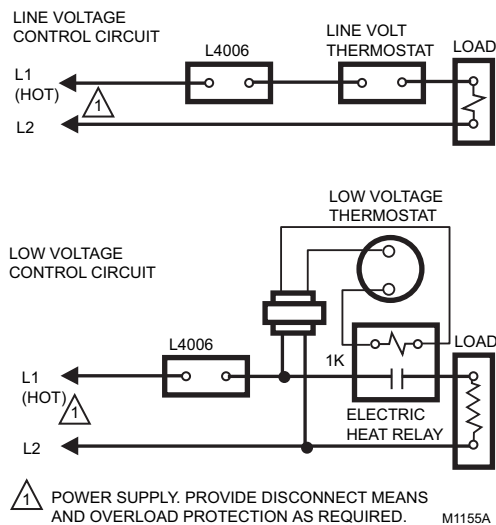 LINE VOLTAGE
CONTROL CIRCUIT
L4006
LINE VOLT
THERMOSTAT
LOAD
L1
(HOT)
1
L2
LOW VOLTAGE
THERMOSTAT
LOW VOLTAGE
CONTROL CIRCUIT
L4006
1K
LOAD
L1
(HOT)
1
ELECTRIC
HEAT RELAY
L2
1 POWER SUPPLY. PROVIDE DISCONNECT MEANS
AND OVERLOAD PROTECTION AS REQUIRED.
M1155A